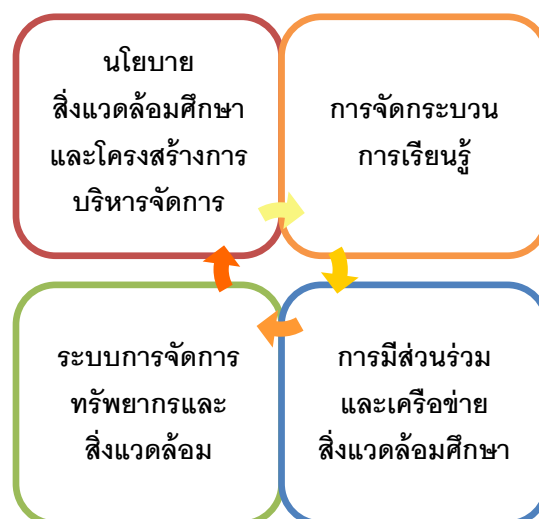 นโยบาย
สิ่งแวดล้อมศึกษา
และโครงสร้างการ
บริหารจัดการ
การจัดกระบวน
การเรียนรู้
ระบบการจัดการ
ทรัพยากรและ
สิ่งแวดล้อม
การมีส่วนร่วม
และเครือข่าย
สิ่งแวดล้อมศึกษา